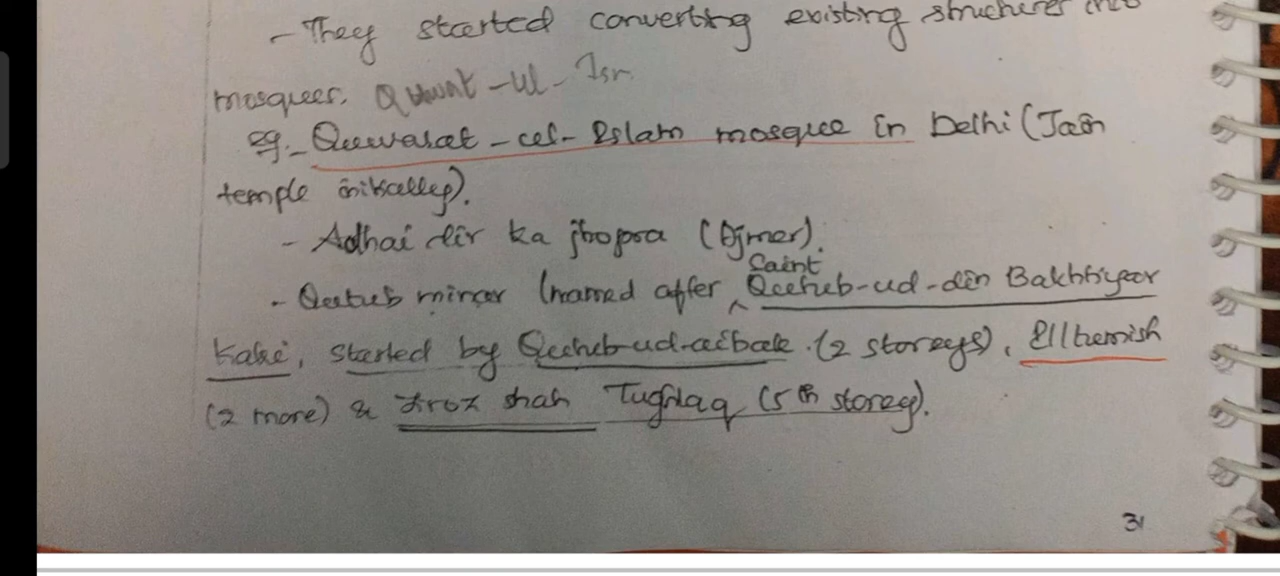 - They started converting existing structures into
mosques. Quwat-ul-Isr
eg- Quwwat-ul-Islam mosque in Delhi (Jain
temple initially).
- Adhai din ka jhopra (Ajmer).
Saint
- Qutub minar (named after ^ Qutub-ud-din Bakhtiyar
Kaki, started by Qutub-ud-aibak (2 storeys), Illtumish
(2 more) & Firoz shah Tughlaq (5th storey).
31